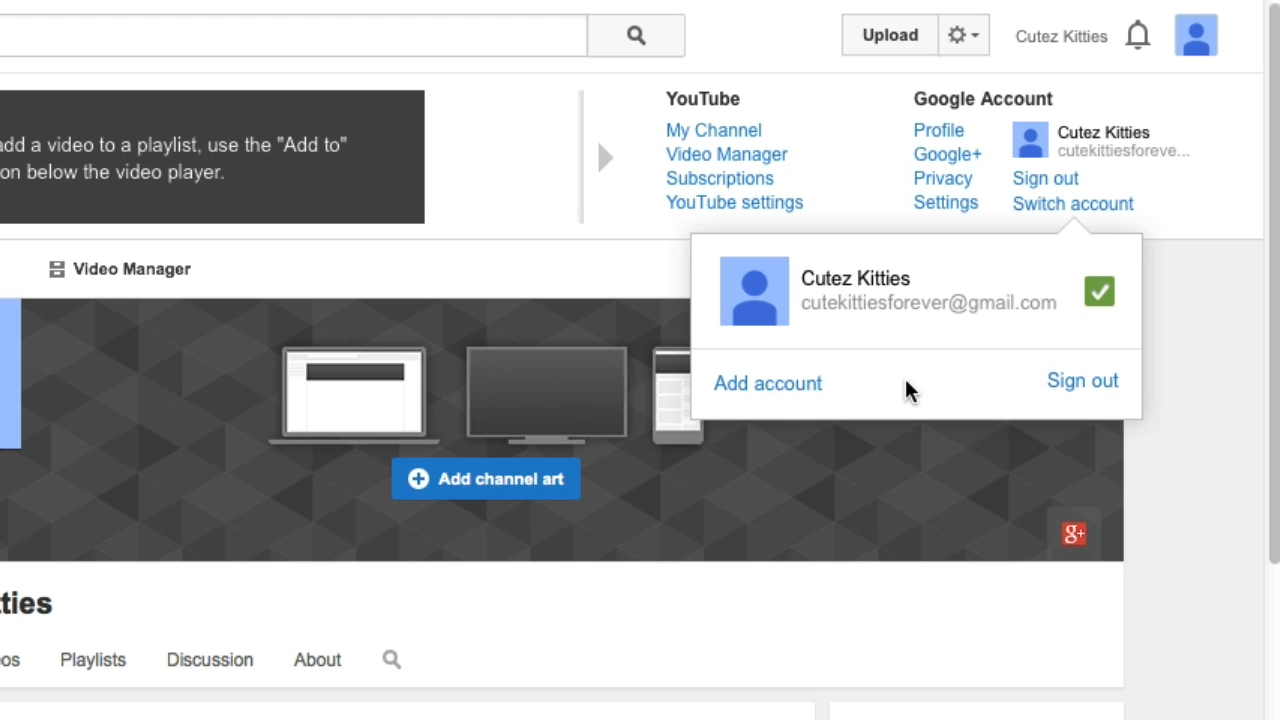 Upload
Cutez Kitties
YouTube
My Channel
Video Manager
Subscriptions
YouTube settings
Google Account
Profile
Google+
Privacy
Settings
Cutez Kitties
cutekittiesforeve...
Sign out
Switch account
add a video to a playlist, use the "Add to"
on below the video player.
Video Manager
Cutez Kitties
cutekittiesforever@gmail.com
Add account
Sign out
Add channel art
g+
ties
os
Playlists
Discussion
About